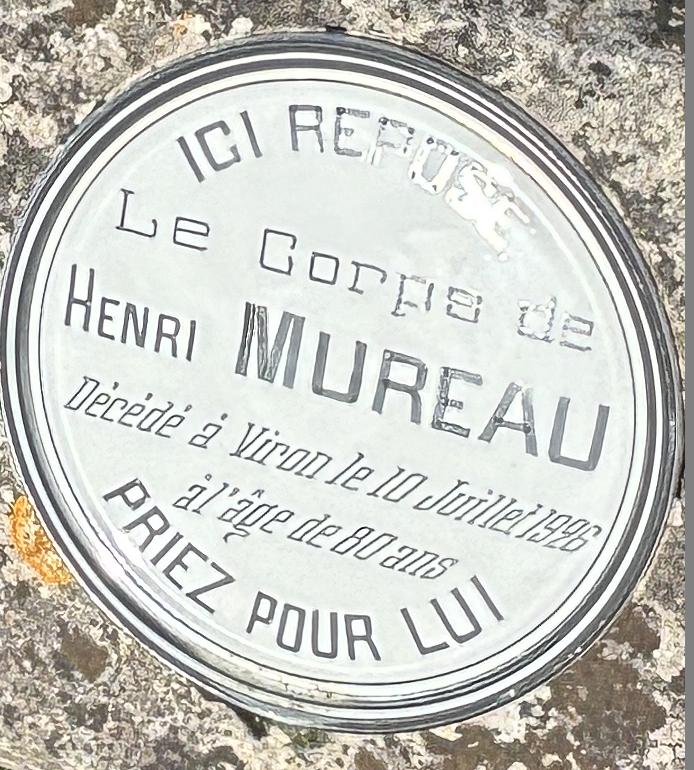 ICI REPOSE
Le Corps de
HENRI MUREAU
Décédé à Viron le 10 Juillet 1926
à l'âge de 80 ans
PRIEZ POUR LUI